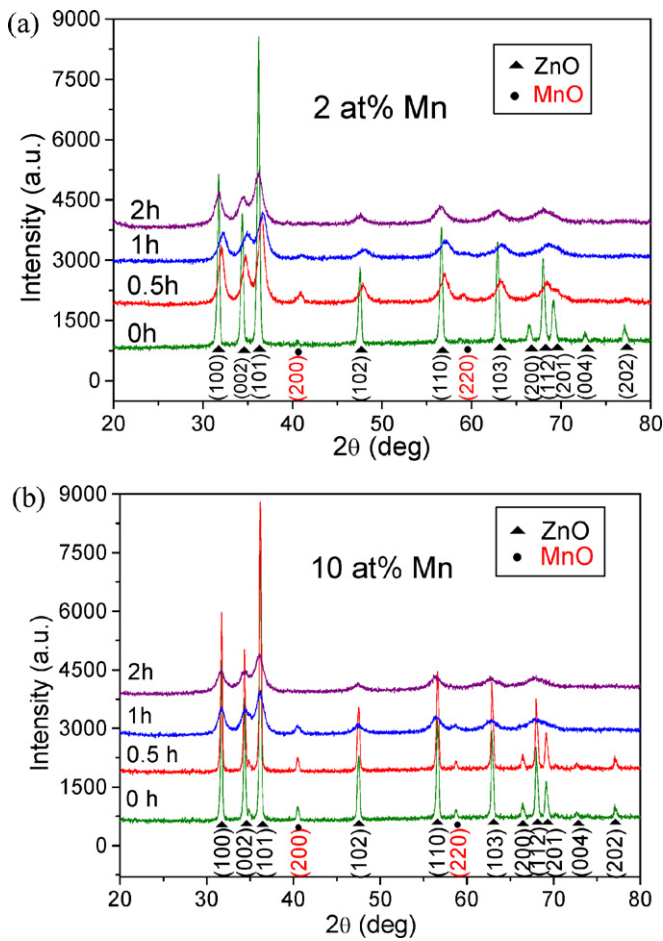 (a)
9000
7500
6000
4500
3000
1500
0
Intensity (a.u.)
2 at% Mn
▲ ZnO
● MnO
2h
1h
0.5h
0h
(100) (002) (101) (200) (102) (110) (220) (103) (200) (112) (201) (004) (202)
20 30 40 50 60 70 80
2θ (deg)
(b)
9000
7500
6000
4500
3000
1500
0
Intensity (a.u.)
10 at% Mn
▲ ZnO
● MnO
2h
1h
0.5 h
0 h
(100) (002) (101) (200) (102) (110) (220) (103) (200) (112) (201) (004) (202)
20 30 40 50 60 70 80
2θ (deg)